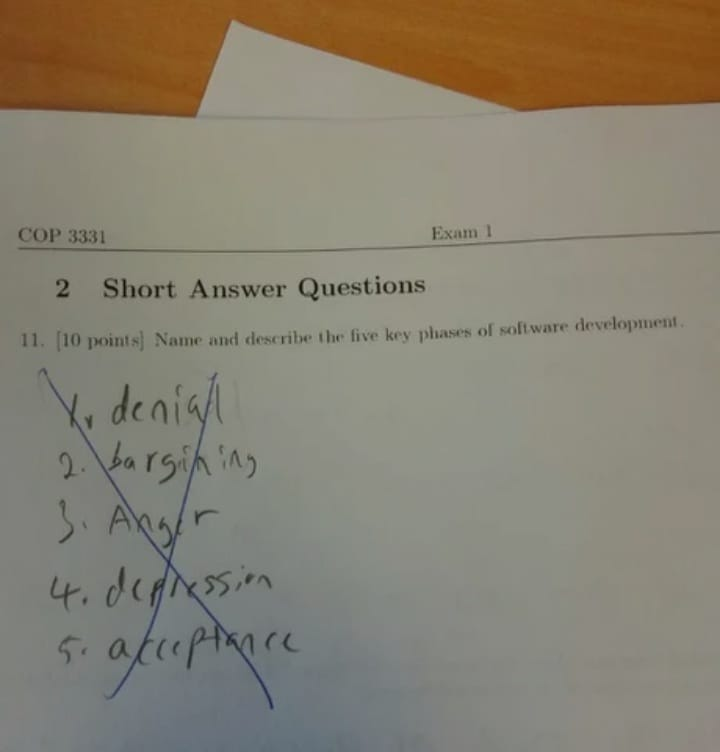 COP 3331 Exam 1
2 Short Answer Questions
11. [10 points] Name and describe the five key phases of software development.
1. denial
2. bargining
3. Anger
4. depression
5. acceptance